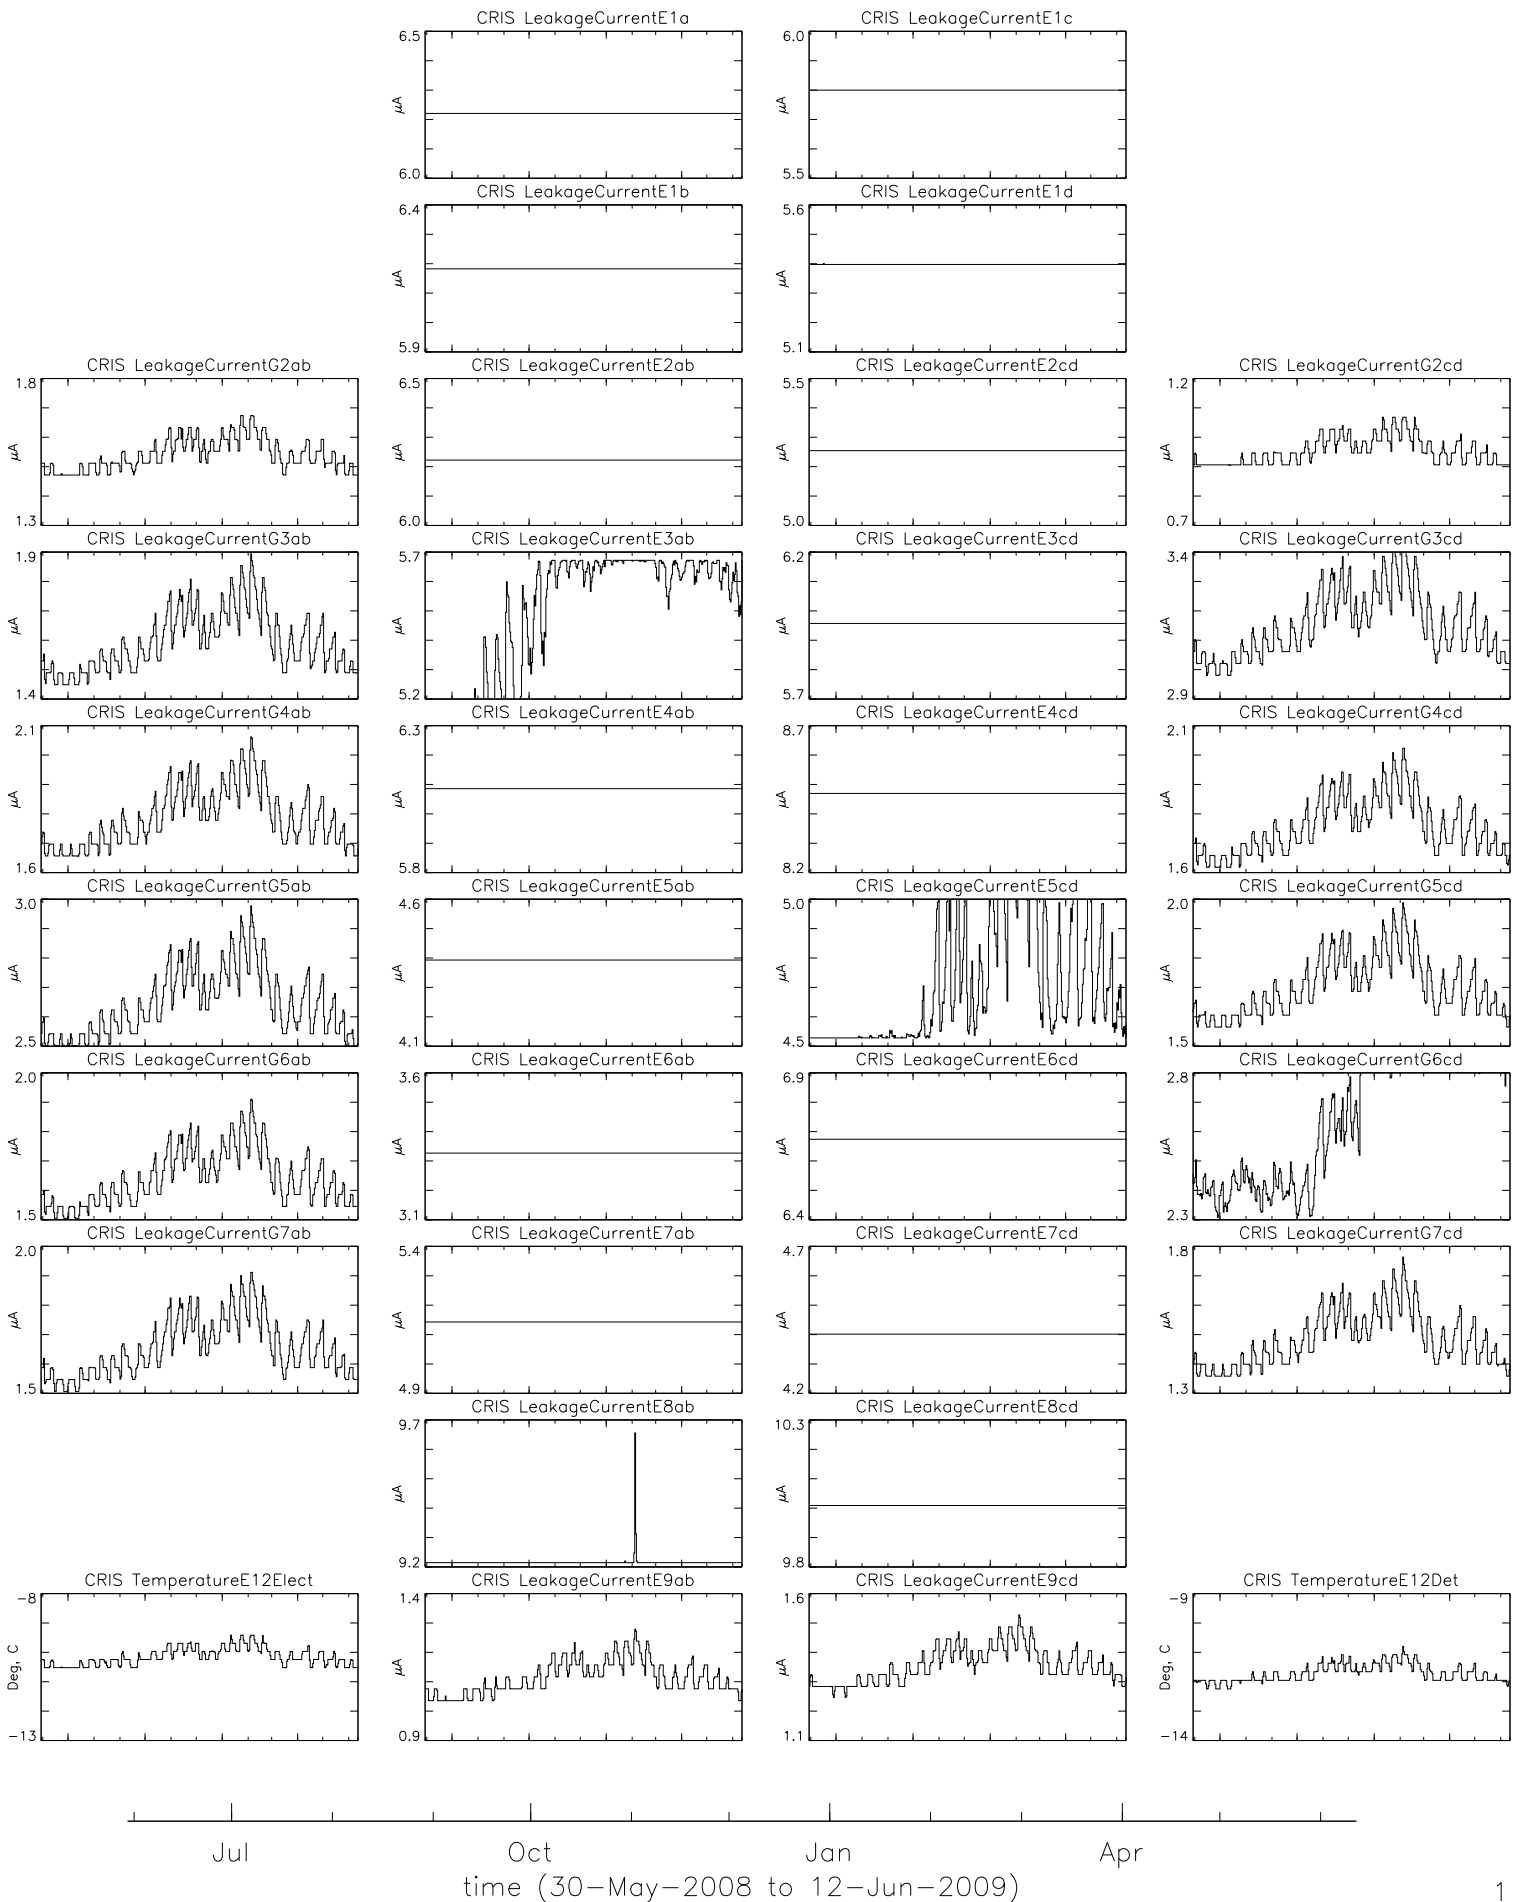 CRIS LeakageCurrentE1a
6.5
μA
6.0
CRIS LeakageCurrentE1c
6.0
μA
5.5
CRIS LeakageCurrentE1b
6.4
μA
5.9
CRIS LeakageCurrentE1d
5.6
μA
5.1
CRIS LeakageCurrentG2ab
1.8
μA
1.3
CRIS LeakageCurrentE2ab
6.5
μA
6.0
CRIS LeakageCurrentE2cd
5.5
μA
5.0
CRIS LeakageCurrentG2cd
1.2
μA
0.7
CRIS LeakageCurrentG3ab
1.9
μA
1.4
CRIS LeakageCurrentE3ab
5.7
μA
5.2
CRIS LeakageCurrentE3cd
6.2
μA
5.7
CRIS LeakageCurrentG3cd
3.4
μA
2.9
CRIS LeakageCurrentG4ab
2.1
μA
1.6
CRIS LeakageCurrentE4ab
6.3
μA
5.8
CRIS LeakageCurrentE4cd
8.7
μA
8.2
CRIS LeakageCurrentG4cd
2.1
μA
1.6
CRIS LeakageCurrentG5ab
3.0
μA
2.5
CRIS LeakageCurrentE5ab
4.6
μA
4.1
CRIS LeakageCurrentE5cd
5.0
μA
4.5
CRIS LeakageCurrentG5cd
2.0
μA
1.5
CRIS LeakageCurrentG6ab
2.0
μA
1.5
CRIS LeakageCurrentE6ab
3.6
μA
3.1
CRIS LeakageCurrentE6cd
6.9
μA
6.4
CRIS LeakageCurrentG6cd
2.8
μA
2.3
CRIS LeakageCurrentG7ab
2.0
μA
1.5
CRIS LeakageCurrentE7ab
5.4
μA
4.9
CRIS LeakageCurrentE7cd
4.7
μA
4.2
CRIS LeakageCurrentG7cd
1.8
μA
1.3
CRIS LeakageCurrentE8ab
9.7
μA
9.2
CRIS LeakageCurrentE8cd
10.3
μA
9.8
CRIS TemperatureE12Elect
-8
Deg, C
-13
CRIS LeakageCurrentE9ab
1.4
μA
0.9
CRIS LeakageCurrentE9cd
1.6
μA
1.1
CRIS TemperatureE12Det
-9
Deg, C
-14
Jul Oct Jan Apr
time (30-May-2008 to 12-Jun-2009)
1